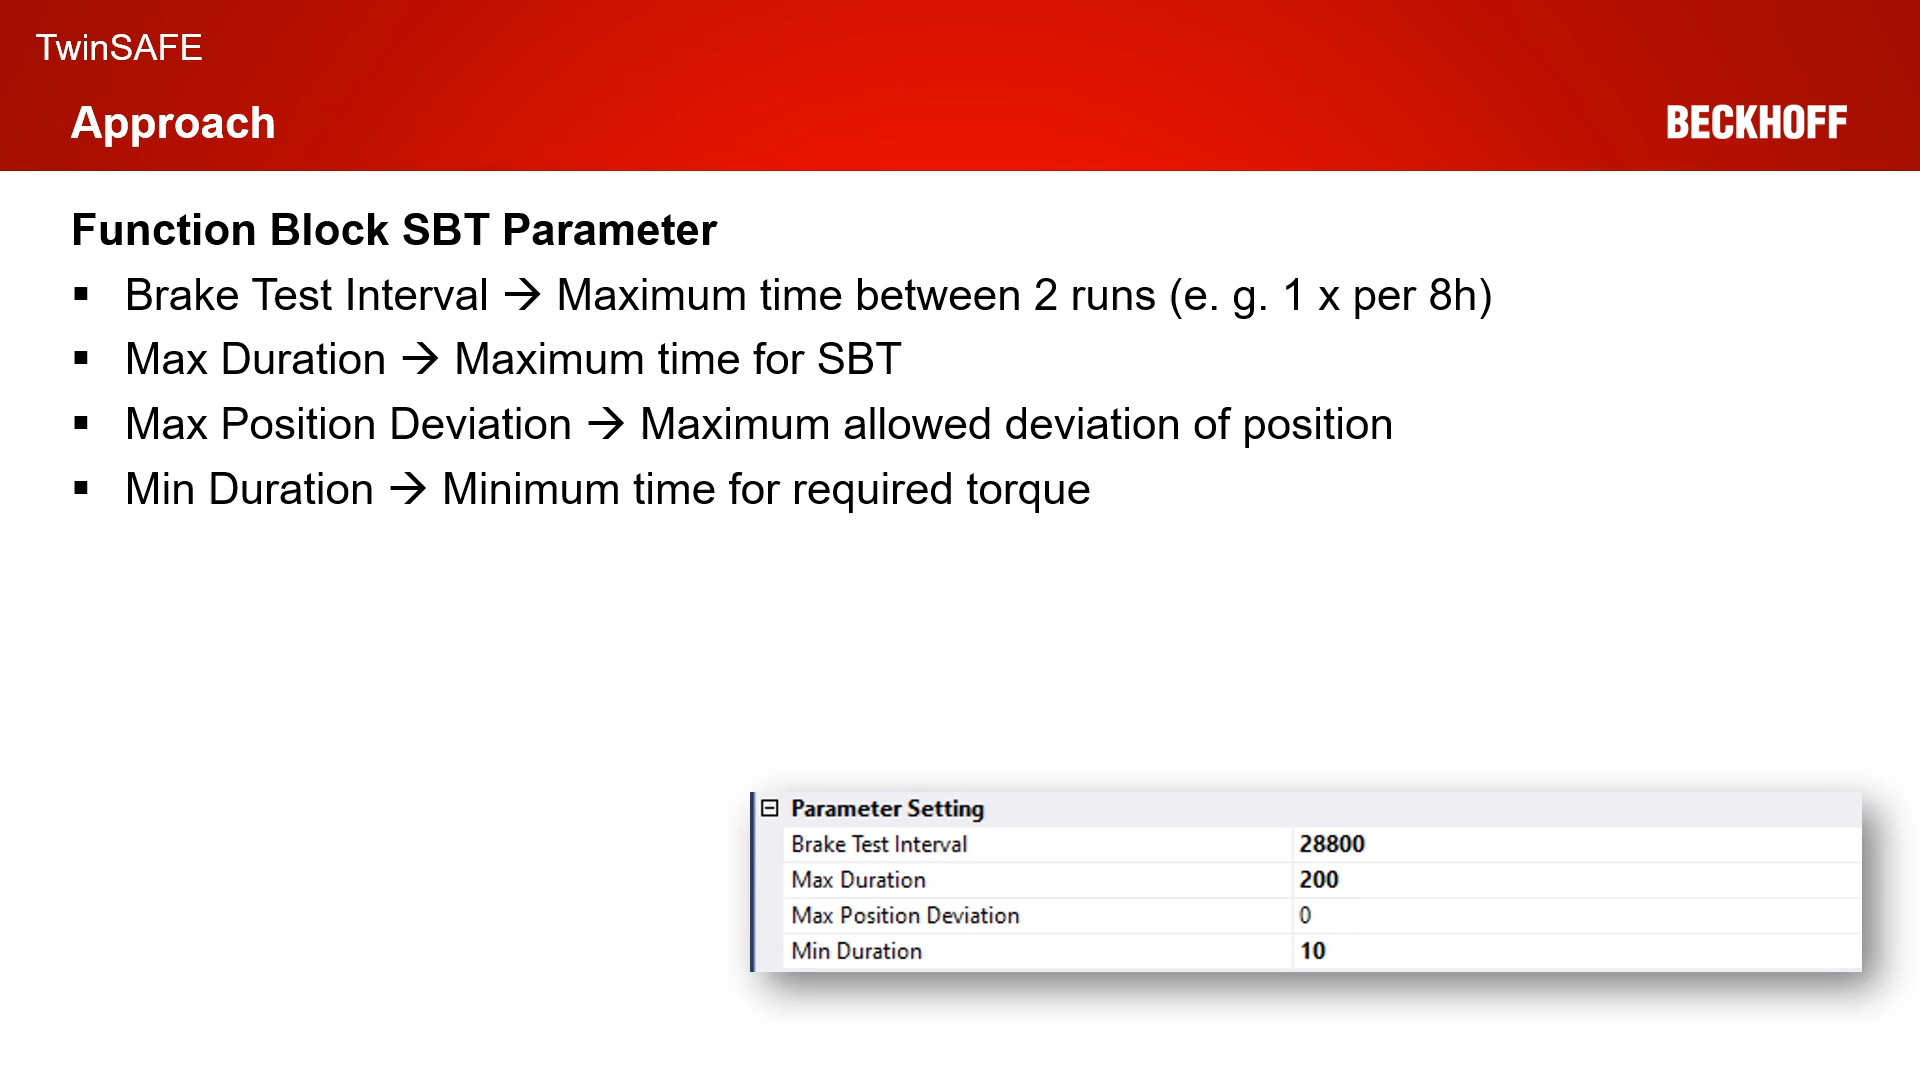 TwinSAFE
Approach
BECKHOFF
Function Block SBT Parameter
▪ Brake Test Interval → Maximum time between 2 runs (e. g. 1 x per 8h)
▪ Max Duration → Maximum time for SBT
▪ Max Position Deviation → Maximum allowed deviation of position
▪ Min Duration → Minimum time for required torque
Parameter Setting
Brake Test Interval 28800
Max Duration 200
Max Position Deviation 0
Min Duration 10